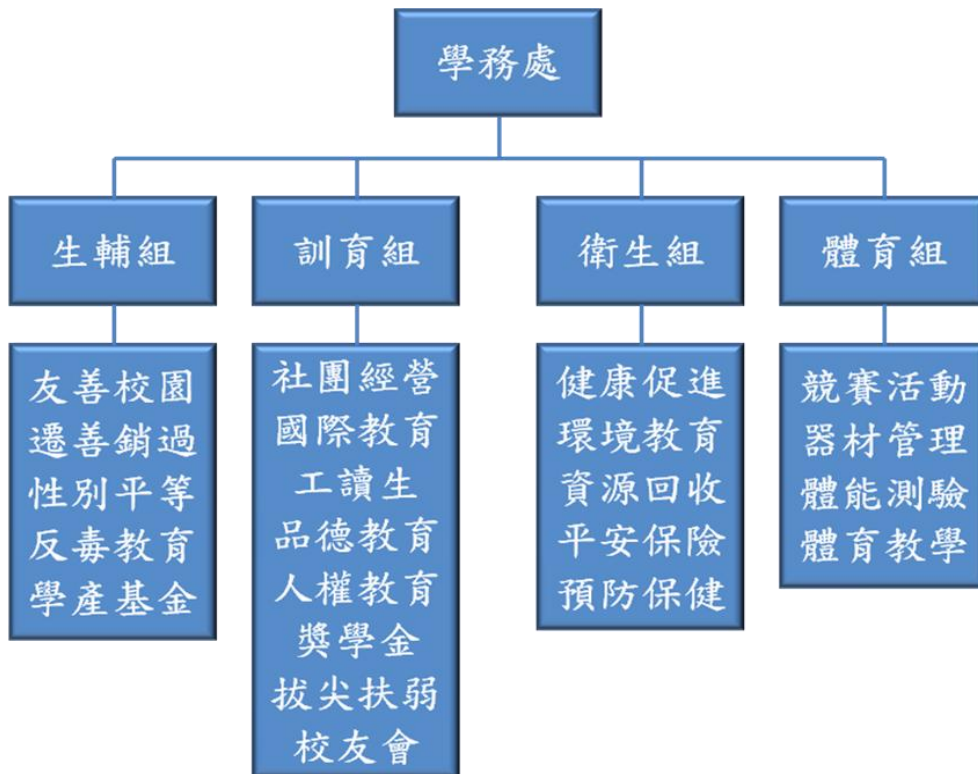 學務處
生輔組
友善校園
遷善銷過
性別平等
反毒教育
學產基金
訓育組
社團經營
國際教育
工讀生
品德教育
人權教育
獎學金
拔尖扶弱
校友會
衛生組
健康促進
環境教育
資源回收
平安保險
預防保健
體育組
競賽活動
器材管理
體能測驗
體育教學